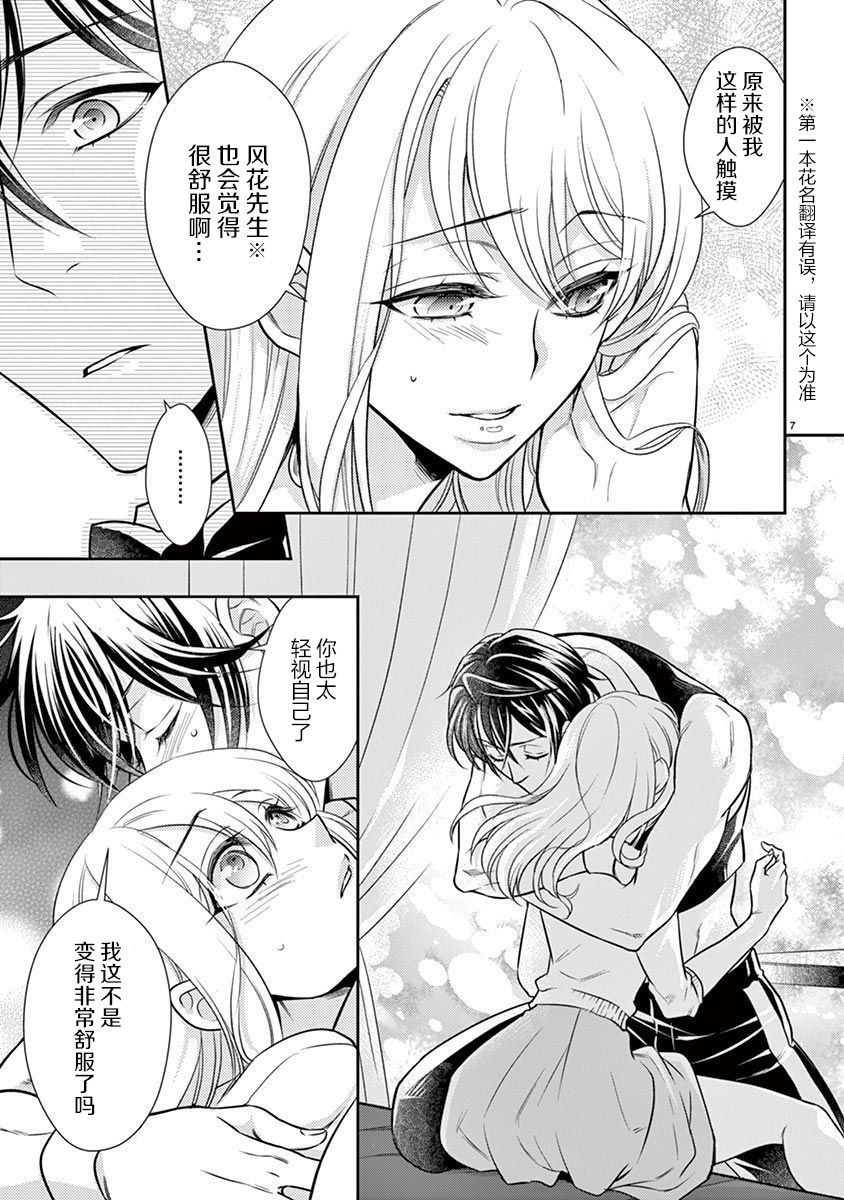 ※第一本花名翻译有误，请以这个为准
原来被我
这样的人触摸
风花先生※
也会觉得
很舒服啊…
………
7
你也太
轻视自己了
我这不是
变得非常舒服了吗